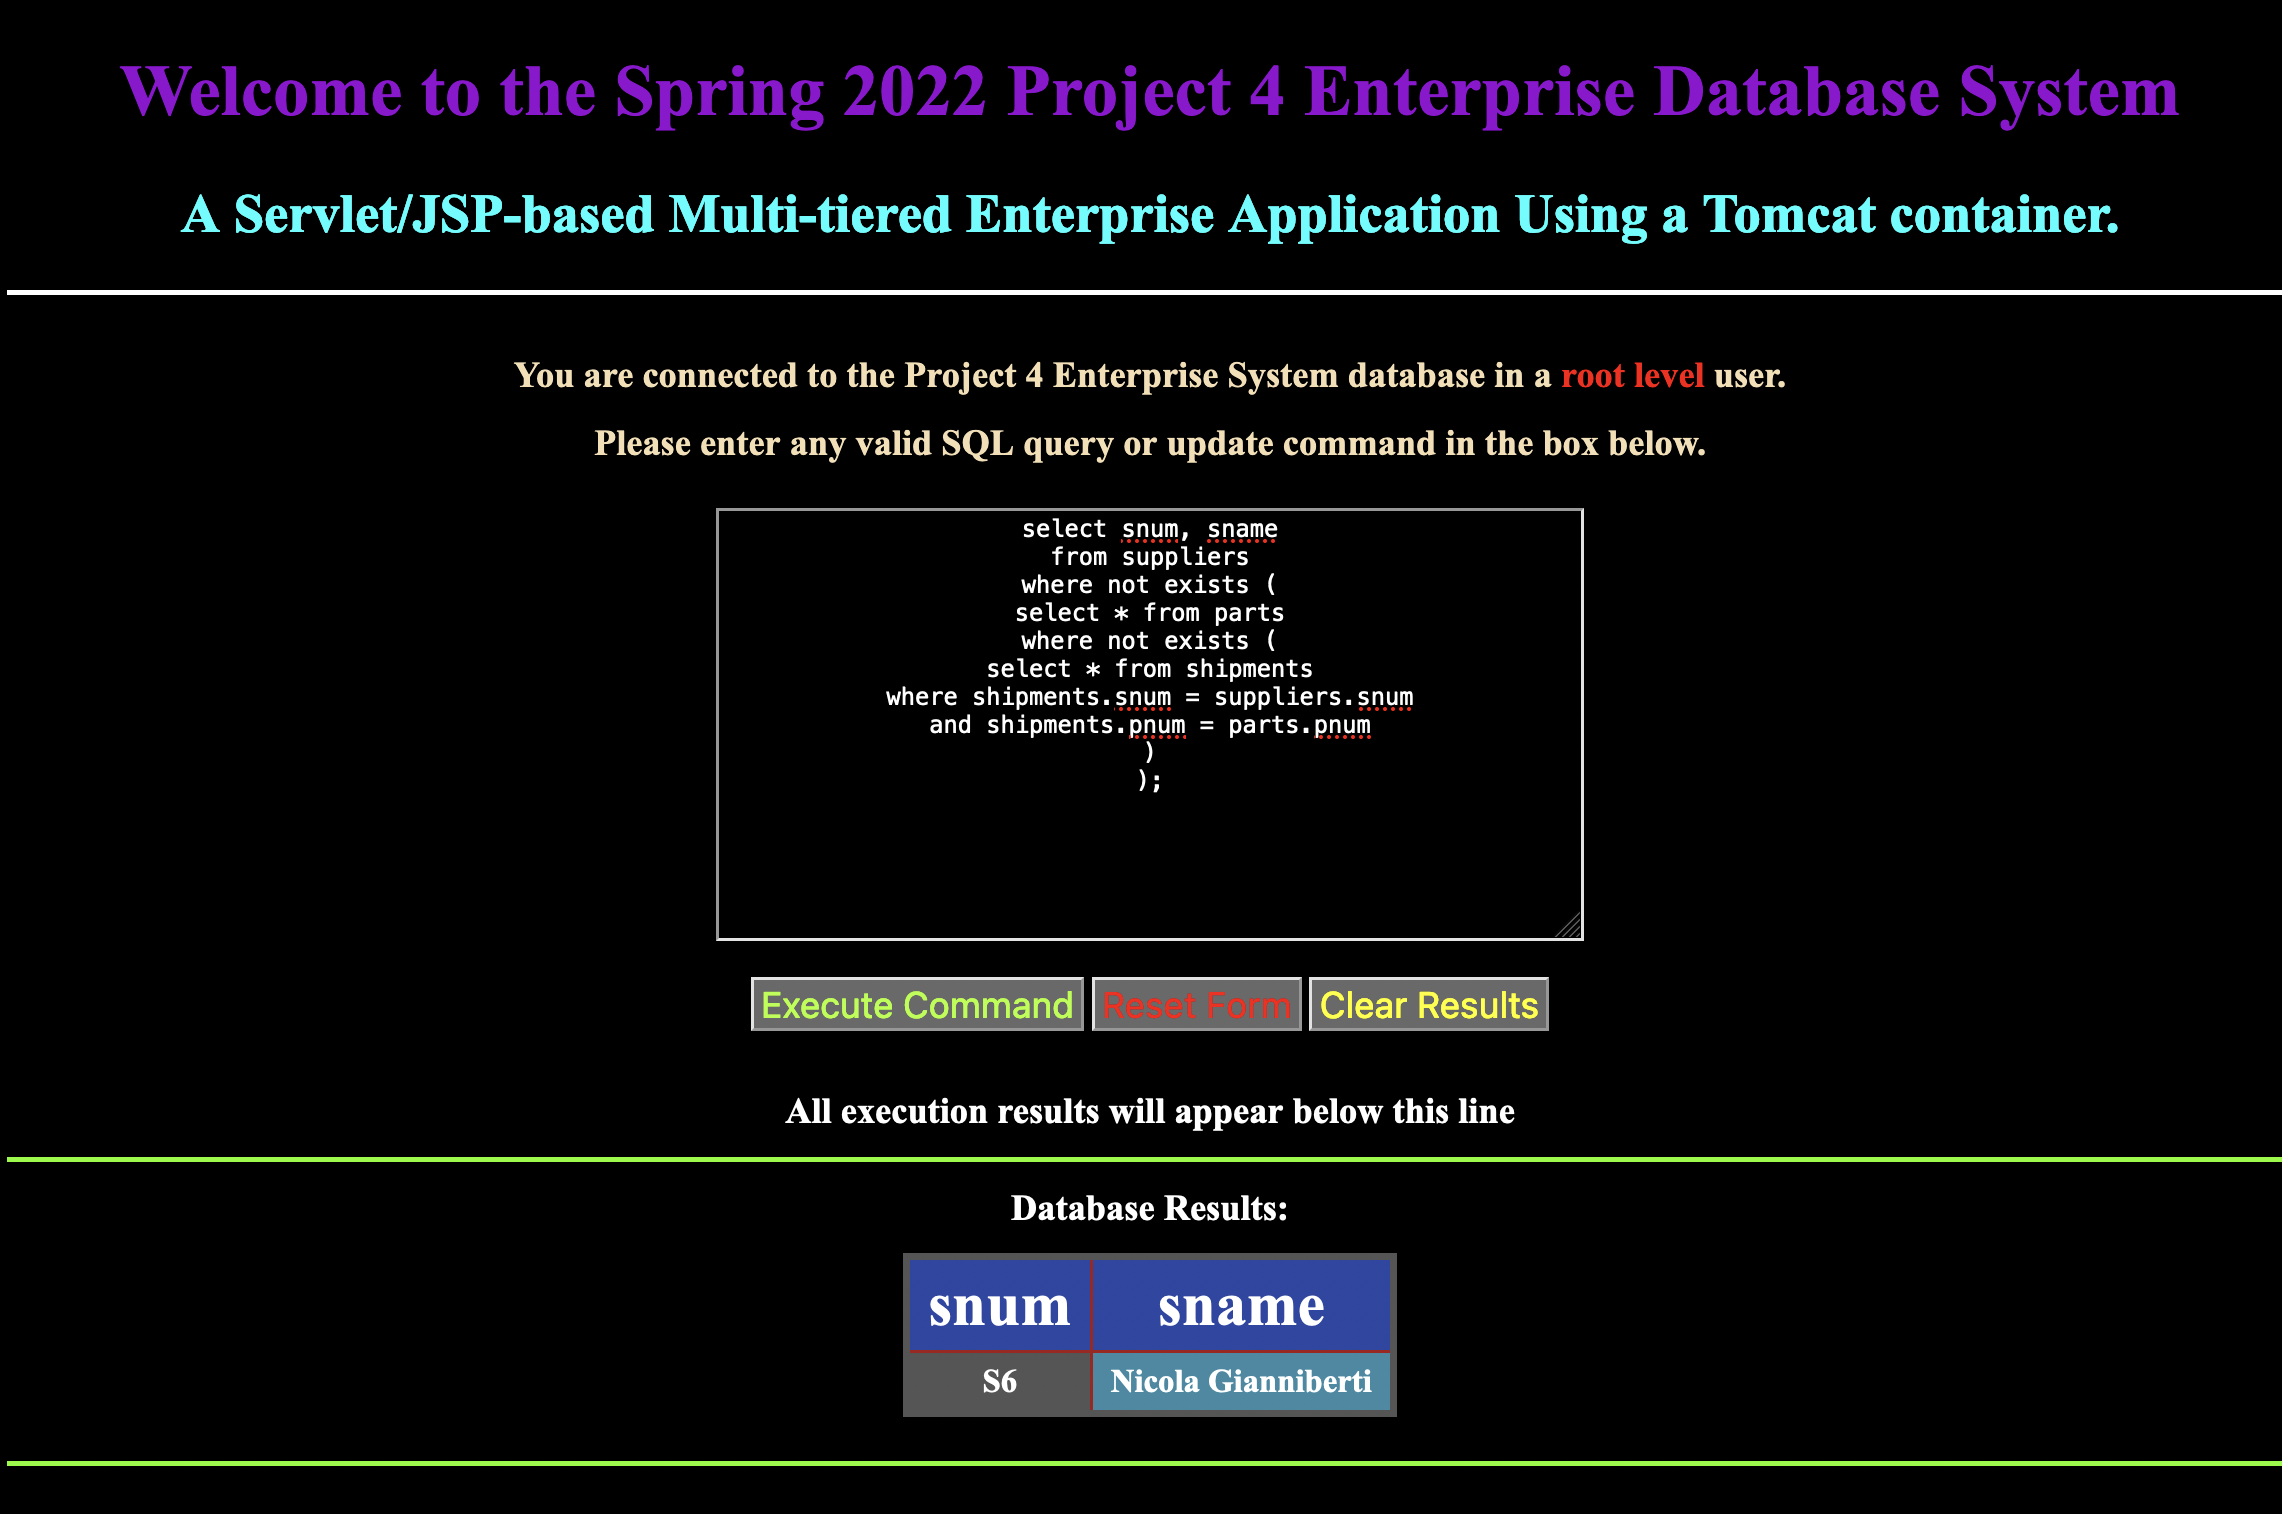 Welcome to the Spring 2022 Project 4 Enterprise Database System
A Servlet/JSP-based Multi-tiered Enterprise Application Using a Tomcat container.
You are connected to the Project 4 Enterprise System database in a root level user.
Please enter any valid SQL query or update command in the box below.
select snum, sname
from suppliers
where not exists (
select * from parts
where not exists (
select * from shipments
where shipments.snum = suppliers.snum
and shipments.pnum = parts.pnum
)
);
Execute Command Reset Form Clear Results
All execution results will appear below this line
Database Results:
snum sname
S6 Nicola Gianniberti